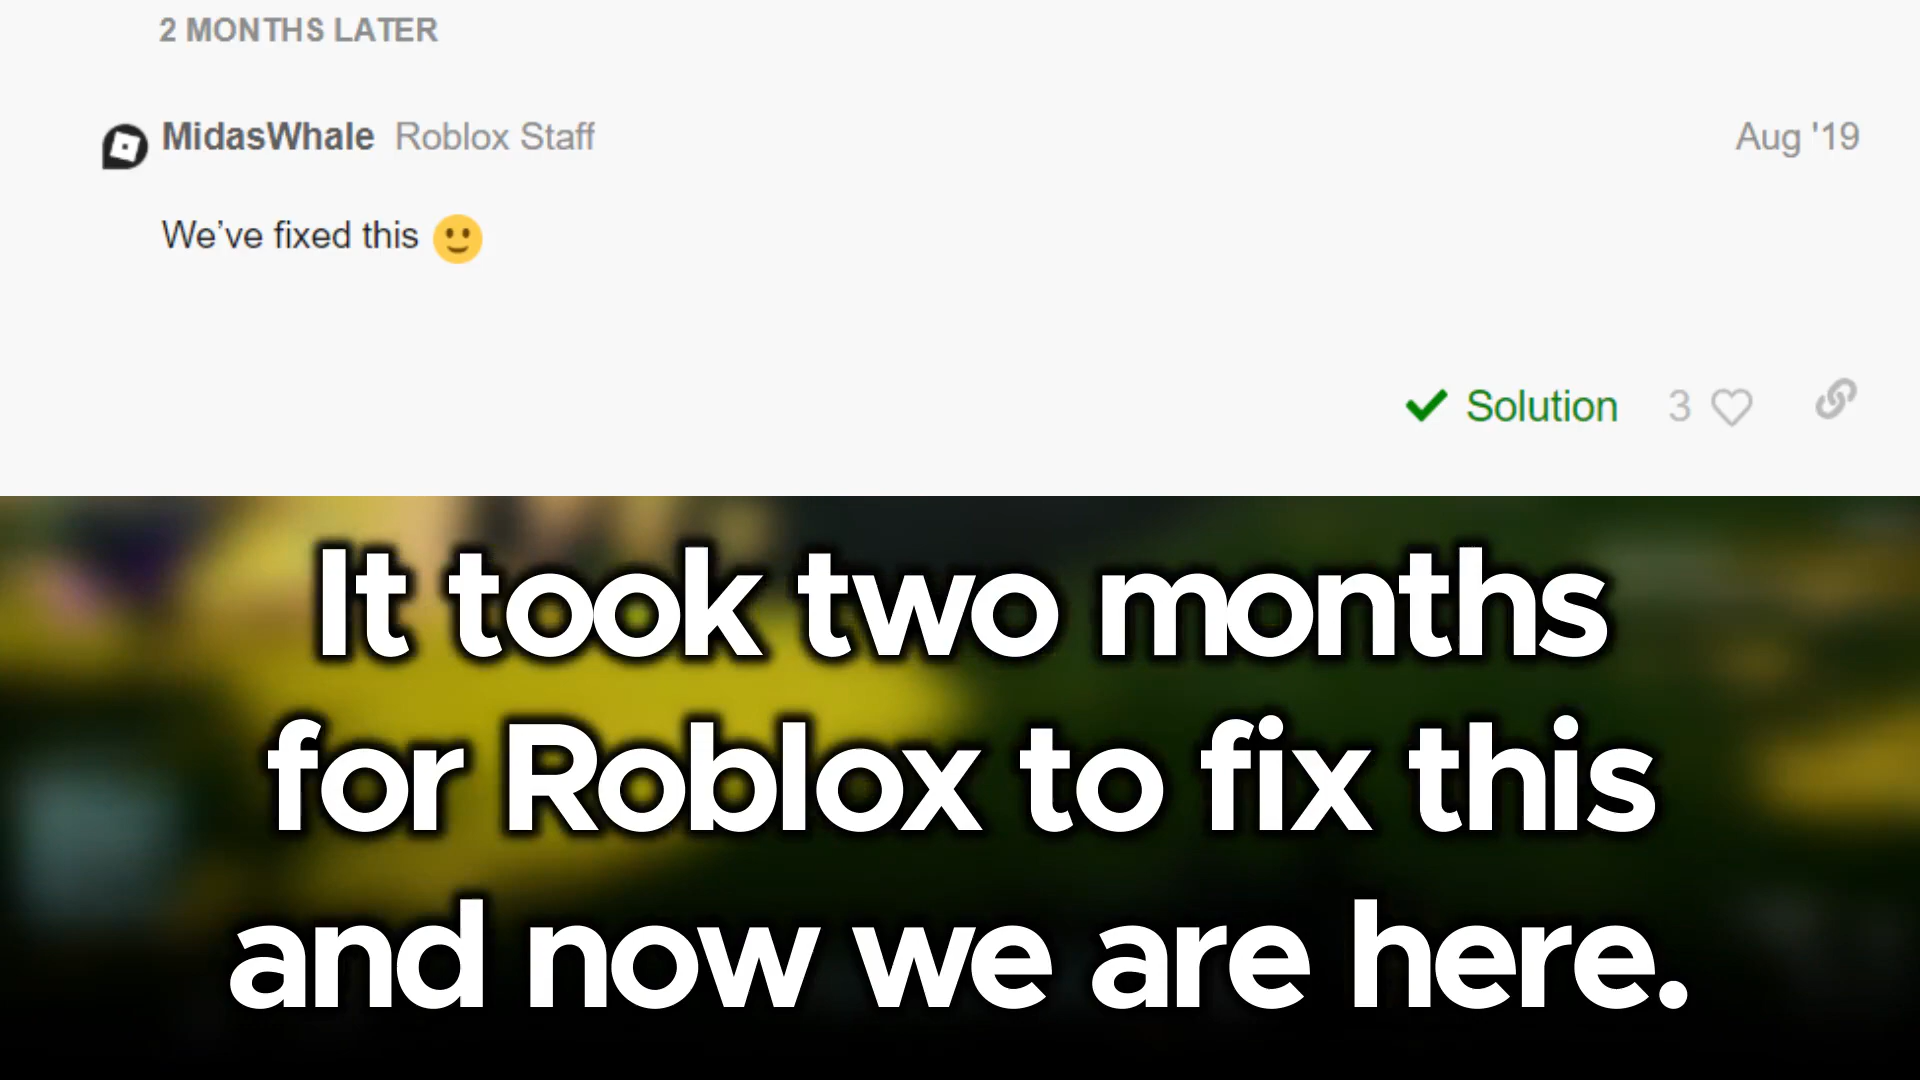 2 MONTHS LATER
MidasWhale Roblox Staff Aug '19
We’ve fixed this 🙂
Solution 3
It took two months
for Roblox to fix this
and now we are here.